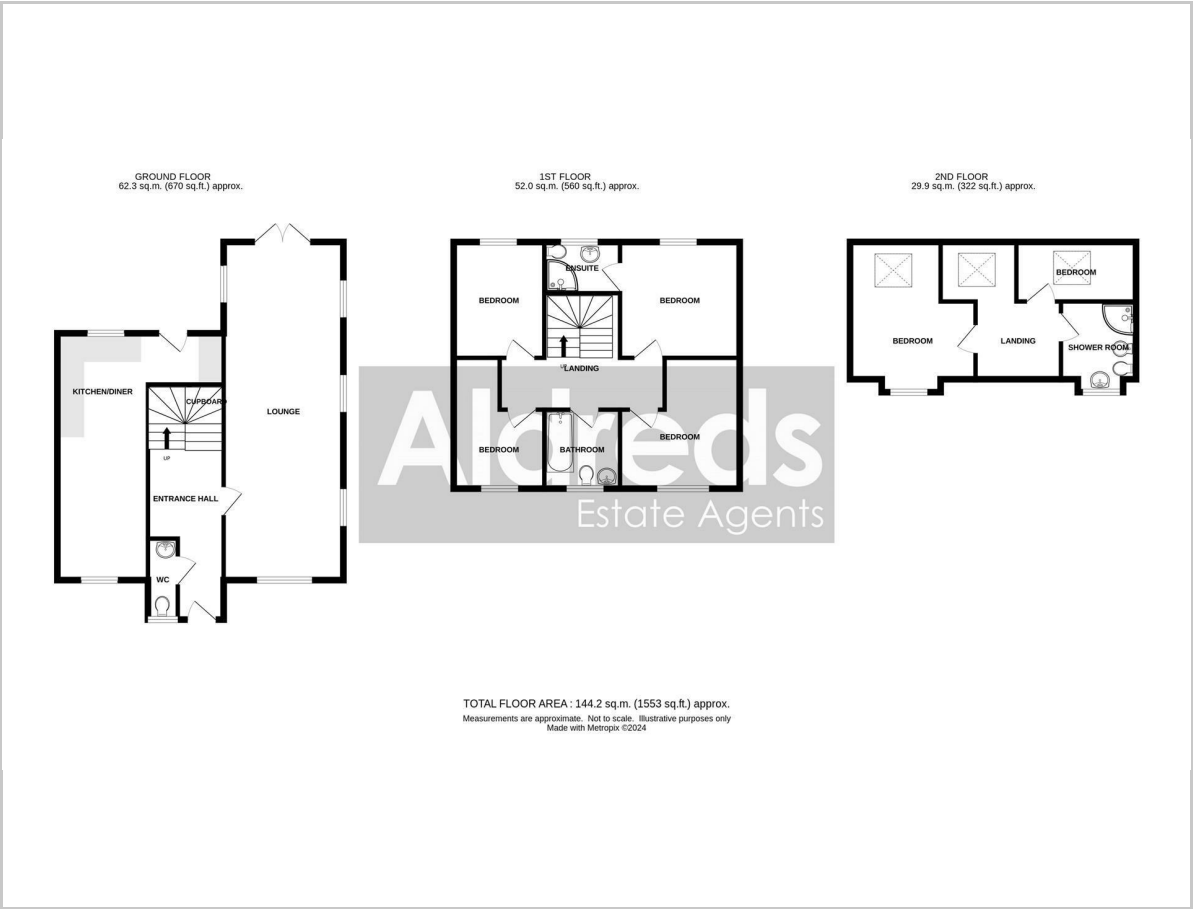 GROUND FLOOR
62.3 sq.m. (670 sq.ft.) approx.
1ST FLOOR
52.0 sq.m. (560 sq.ft.) approx.
2ND FLOOR
29.9 sq.m. (322 sq.ft.) approx.
KITCHEN/DINER
CUPBOARD
LOUNGE
UP
ENTRANCE HALL
WC
ENSUITE
BEDROOM
BEDROOM
UP
LANDING
BEDROOM
BATHROOM
BEDROOM
BEDROOM
BEDROOM
LANDING
SHOWER ROOM
Aldreds
Estate Agents
TOTAL FLOOR AREA : 144.2 sq.m. (1553 sq.ft.) approx.
Measurements are approximate. Not to scale. Illustrative purposes only
Made with Metropix ©2024